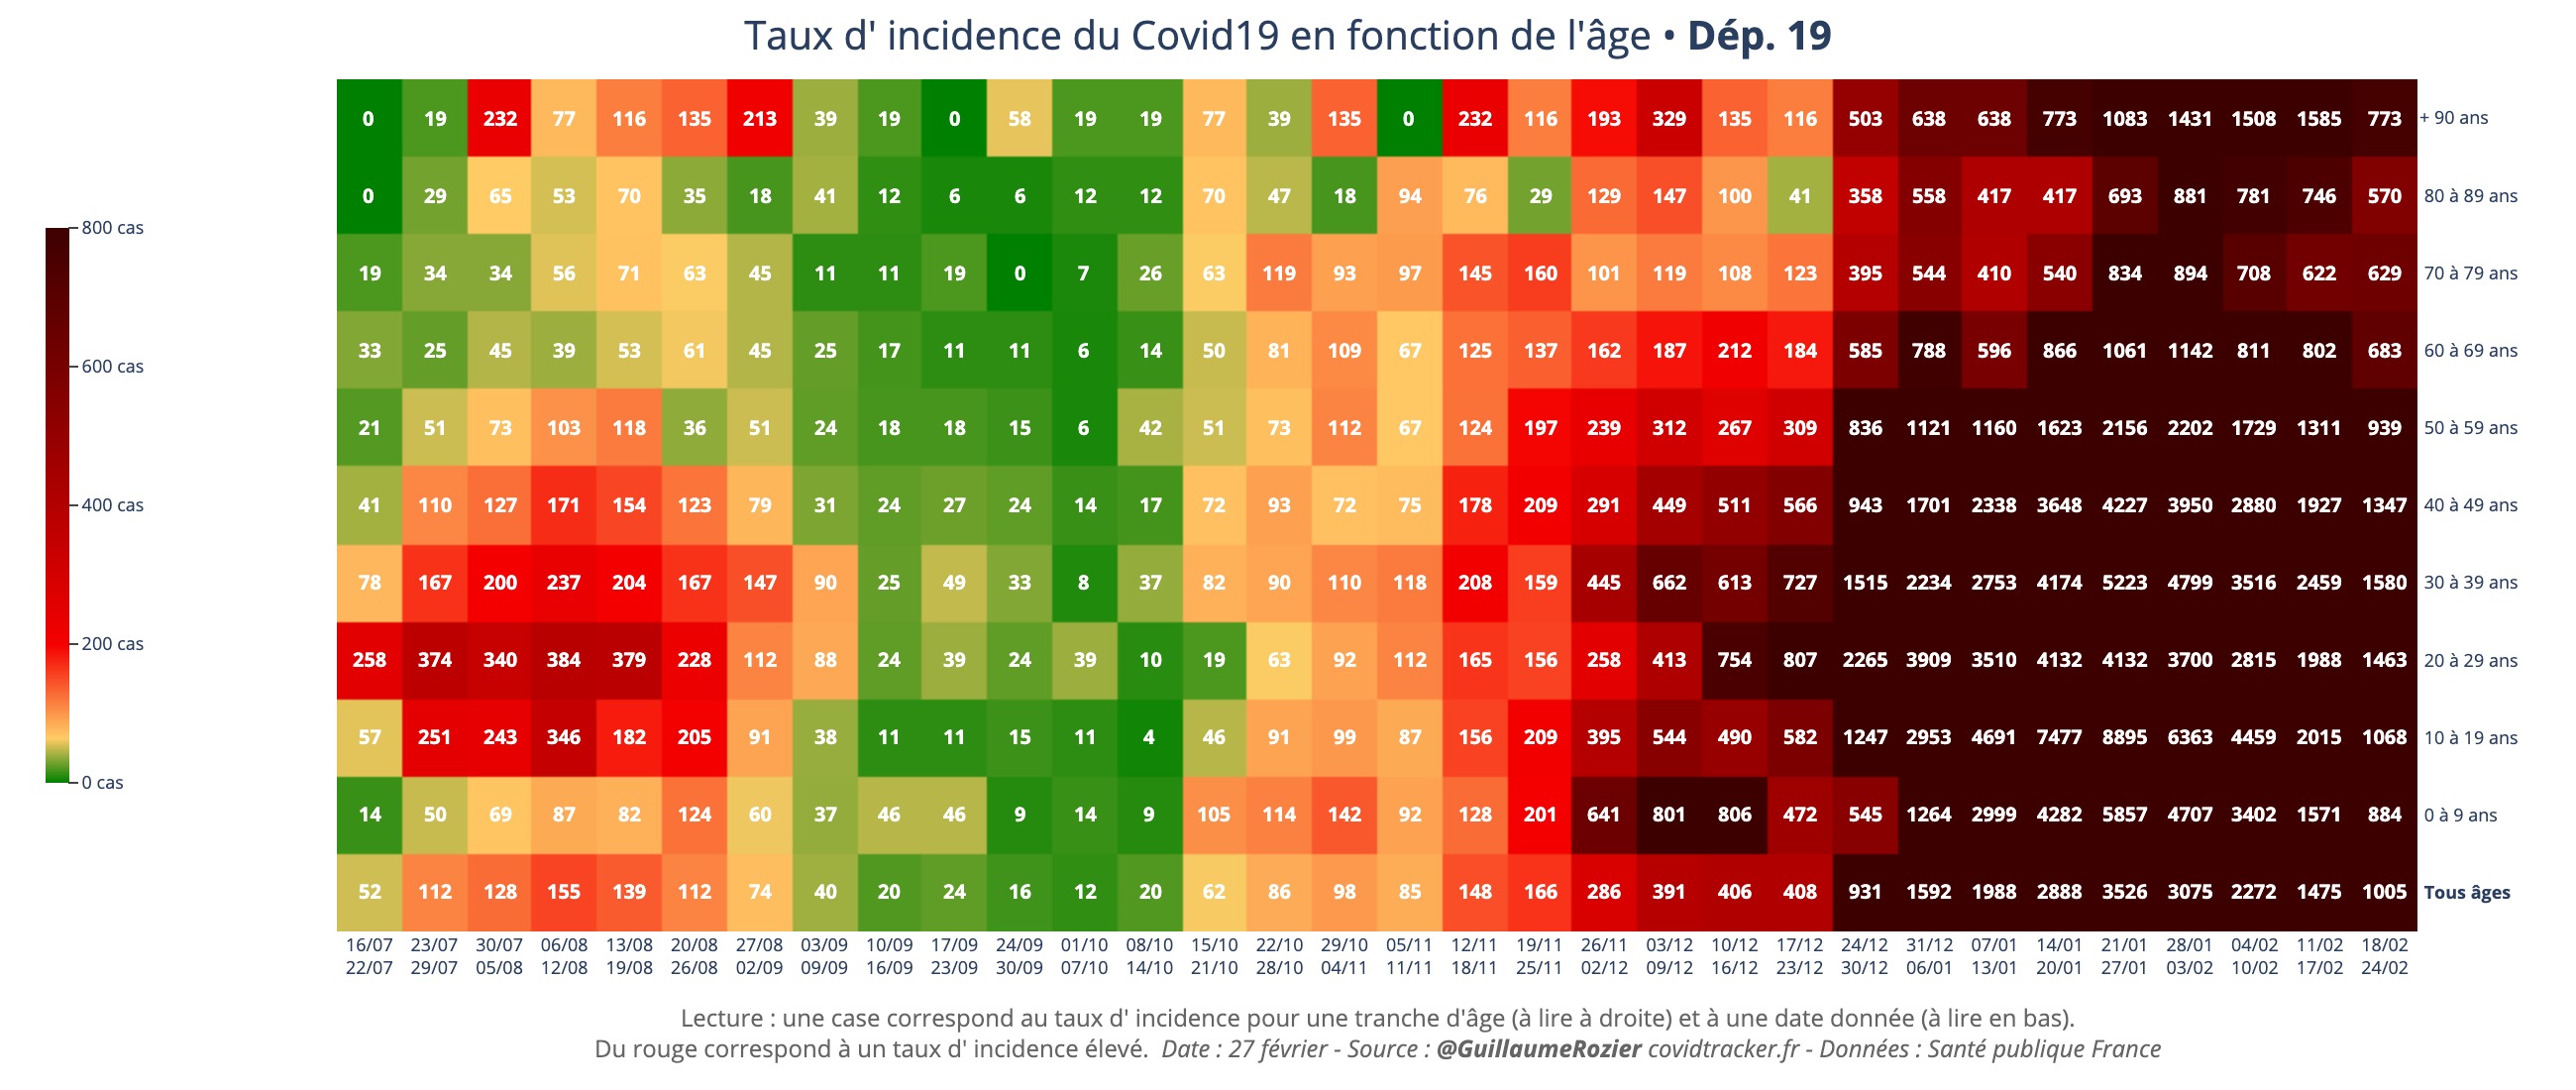 Taux d' incidence du Covid19 en fonction de l'âge • Dép. 19
800 cas
600 cas
400 cas
200 cas
0 cas
0 19 232 77 116 135 213 39 19 0 58 19 19 77 39 135 0 232 116 193 329 135 116 503 638 638 773 1083 1431 1508 1585 773 + 90 ans
0 29 65 53 70 35 18 41 12 6 6 12 12 70 47 18 94 76 29 129 147 100 41 358 558 417 417 693 881 781 746 570 80 à 89 ans
19 34 34 56 71 63 45 11 11 19 0 7 26 63 119 93 97 145 160 101 119 108 123 395 544 410 540 834 894 708 622 629 70 à 79 ans
33 25 45 39 53 61 45 25 17 11 11 6 14 50 81 109 67 125 137 162 187 212 184 585 788 596 866 1061 1142 811 802 683 60 à 69 ans
21 51 73 103 118 36 51 24 18 18 15 6 42 51 73 112 67 124 197 239 312 267 309 836 1121 1160 1623 2156 2202 1729 1311 939 50 à 59 ans
41 110 127 171 154 123 79 31 24 27 24 14 17 72 93 72 75 178 209 291 449 511 566 943 1701 2338 3648 4227 3950 2880 1927 1347 40 à 49 ans
78 167 200 237 204 167 147 90 25 49 33 8 37 82 90 110 118 208 159 445 662 613 727 1515 2234 2753 4174 5223 4799 3516 2459 1580 30 à 39 ans
258 374 340 384 379 228 112 88 24 39 24 39 10 19 63 92 112 165 156 258 413 754 807 2265 3909 3510 4132 4132 3700 2815 1988 1463 20 à 29 ans
57 251 243 346 182 205 91 38 11 11 15 11 4 46 91 99 87 156 209 395 544 490 582 1247 2953 4691 7477 8895 6363 4459 2015 1068 10 à 19 ans
14 50 69 87 82 124 60 37 46 46 9 14 9 105 114 142 92 128 201 641 801 806 472 545 1264 2999 4282 5857 4707 3402 1571 884 0 à 9 ans
52 112 128 155 139 112 74 40 20 24 16 12 20 62 86 98 85 148 166 286 391 406 408 931 1592 1988 2888 3526 3075 2272 1475 1005 Tous âges
16/07 23/07 30/07 06/08 13/08 20/08 27/08 03/09 10/09 17/09 24/09 01/10 08/10 15/10 22/10 29/10 05/11 12/11 19/11 26/11 03/12 10/12 17/12 24/12 31/12 07/01 14/01 21/01 28/01 04/02 11/02 18/02
22/07 29/07 05/08 12/08 19/08 26/08 02/09 09/09 16/09 23/09 30/09 07/10 14/10 21/10 28/10 04/11 11/11 18/11 25/11 02/12 09/12 16/12 23/12 30/12 06/01 13/01 20/01 27/01 03/02 10/02 17/02 24/02
Lecture : une case correspond au taux d' incidence pour une tranche d'âge (à lire à droite) et à une date donnée (à lire en bas).
Du rouge correspond à un taux d' incidence élevé. Date : 27 février - Source : @GuillaumeRozier covidtracker.fr - Données : Santé publique France